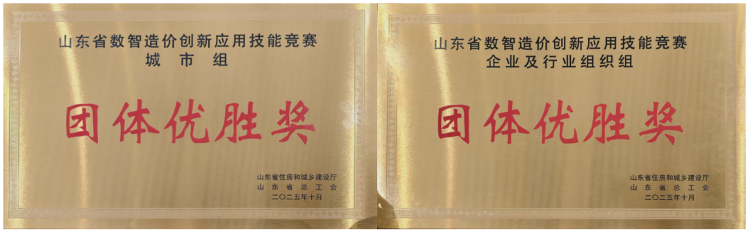 山东省数智造价创新应用技能竞赛
城市组
团体优胜奖
山东省住房和城乡建设厅
山东省总工会
二〇二五年十月
山东省数智造价创新应用技能竞赛
企业及行业组织组
团体优胜奖
山东省住房和城乡建设厅
山东省总工会
二〇二五年十月